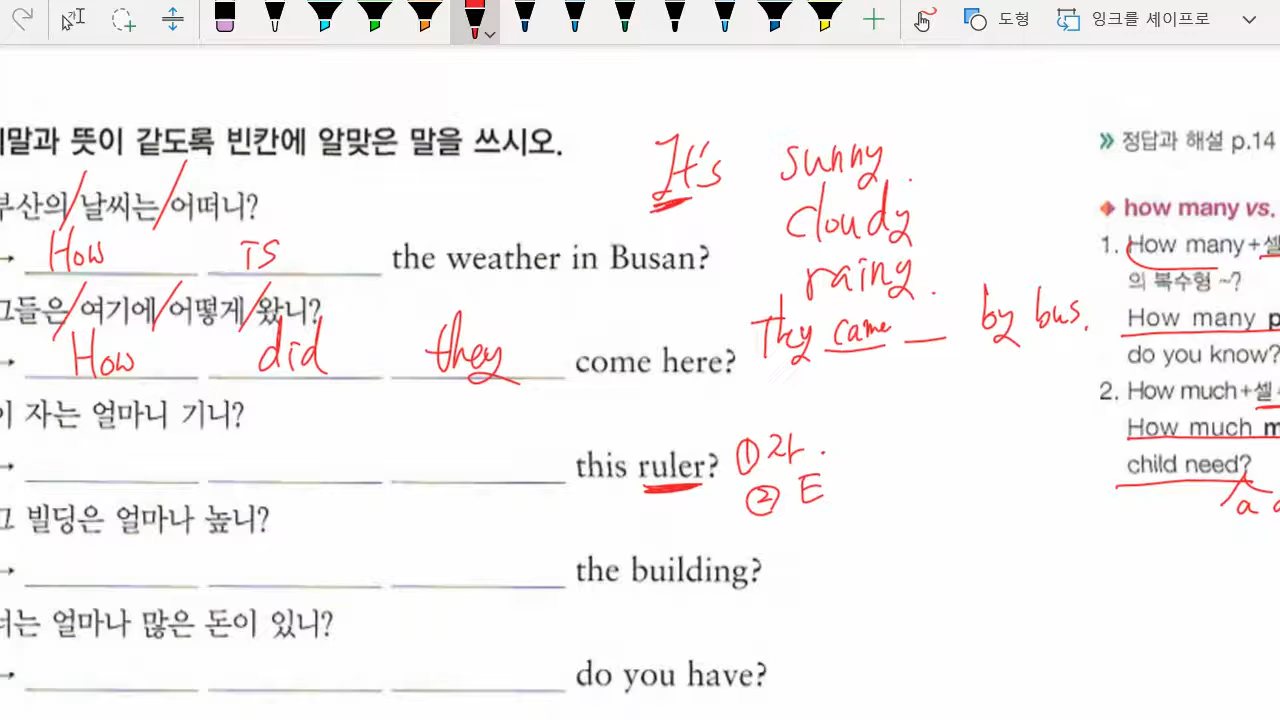 도형 잉크를 셰이프로
뜻이 같도록 빈칸에 알맞은 말을 쓰시오.
부산의 / 날씨는 / 어떠니?
→ How is the weather in Busan?
그들은 / 여기에 / 어떻게 / 왔니?
→ How did they come here?
이 자는 얼마니 기니?
→ this ruler?
그 빌딩은 얼마나 높니?
→ the building?
너는 얼마나 많은 돈이 있니?
→ do you have?
It's sunny.
cloudy
rainy.
They came by bus.
① 자.
②
» 정답과 해설 p.14
how many vs.
1. How many+셀
의 복수형 ~?
How many p
do you know?
2. How much+셀
How much m
child need?
a